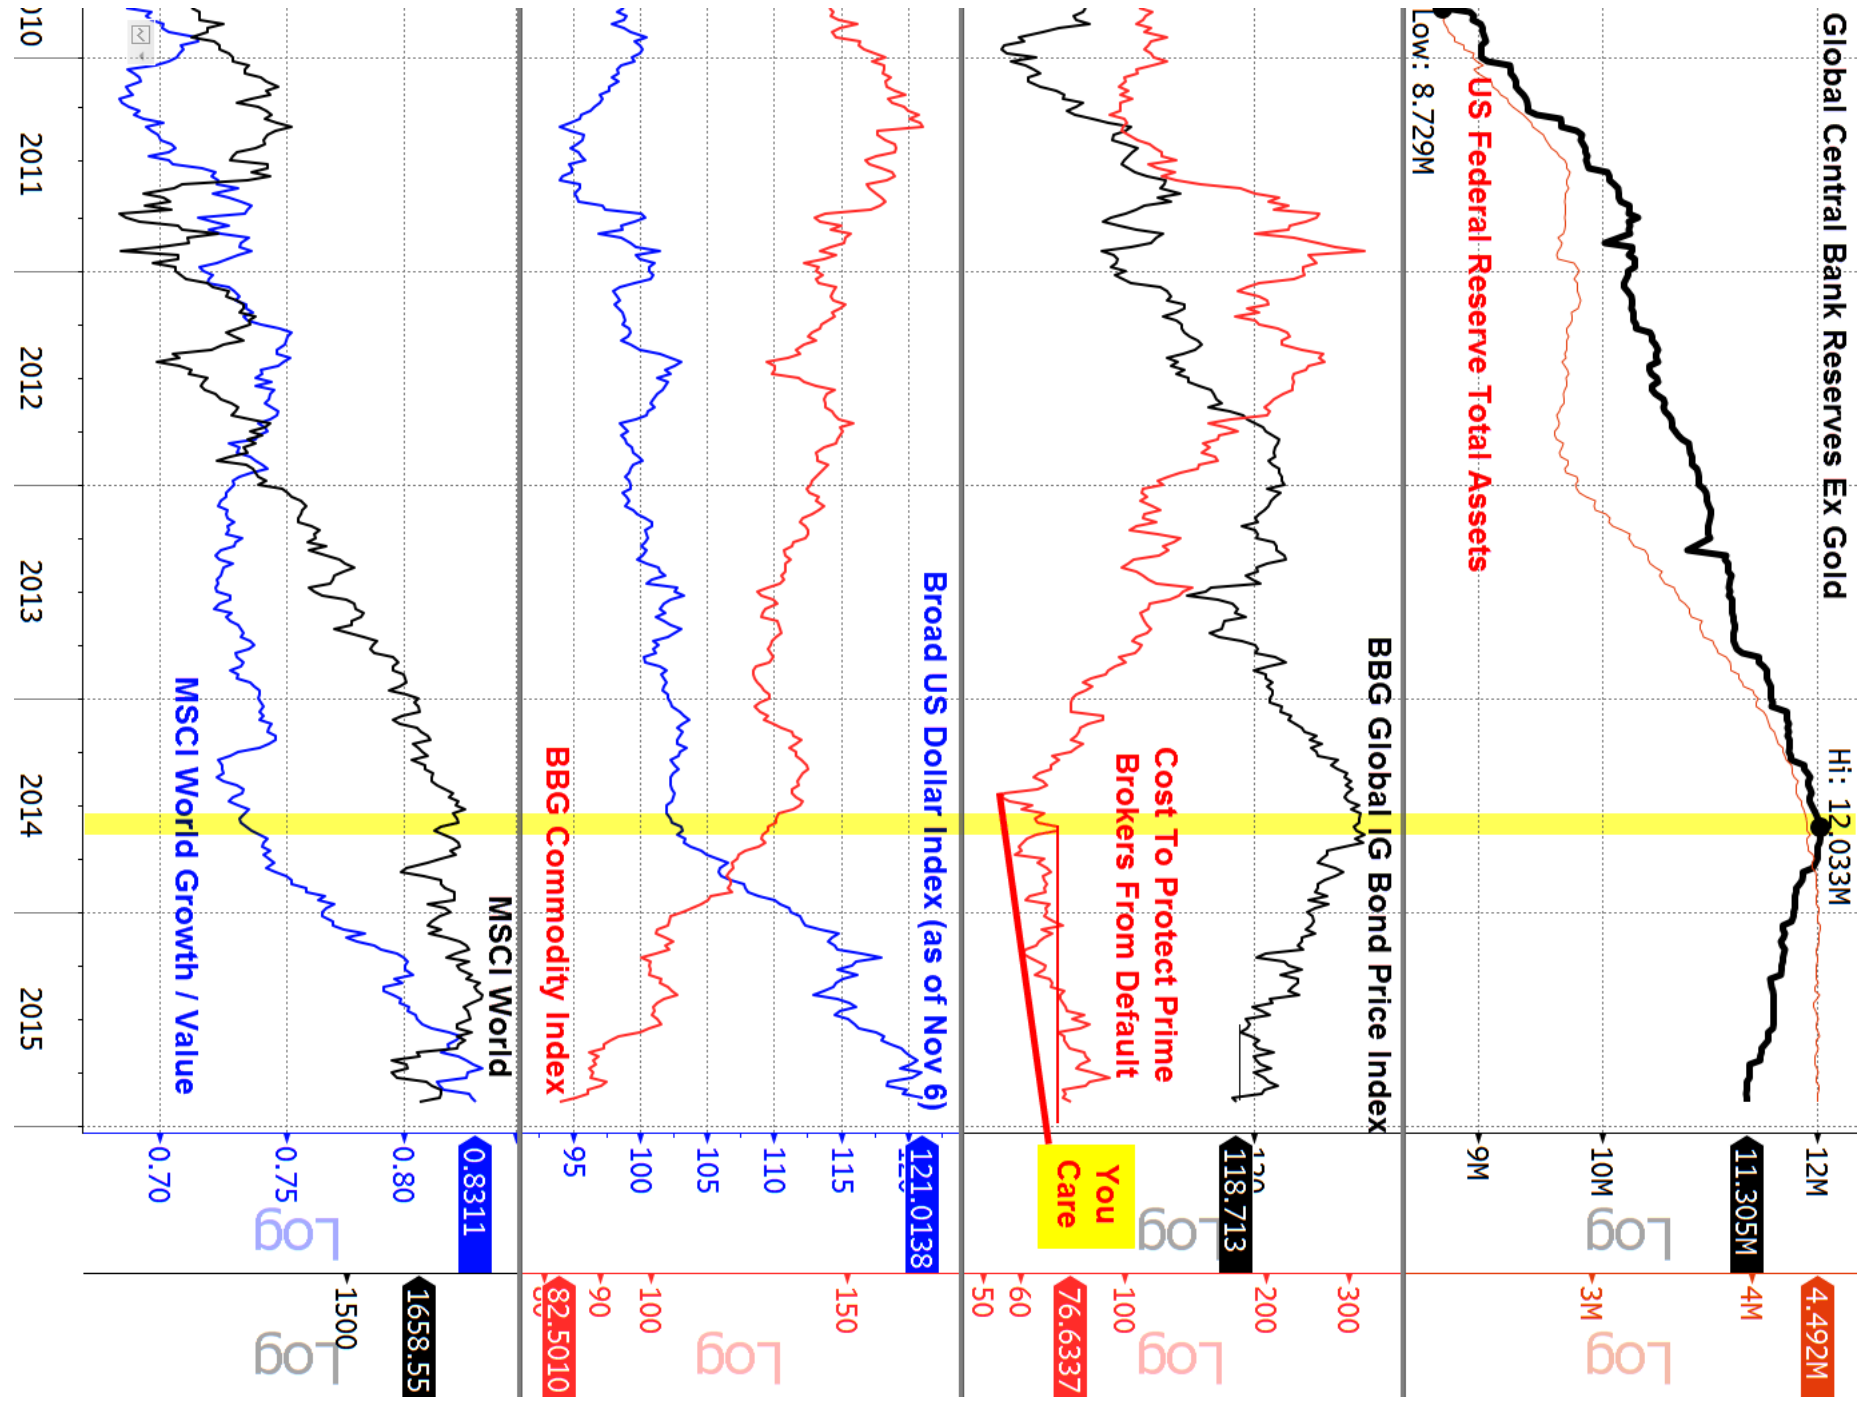 Global Central Bank Reserves Ex Gold
Hi: 12.033M
US Federal Reserve Total Assets
Low: 8.729M
12M
11.305M
10M
9M
Log
4.492M
4M
3M
Log
BBG Global IG Bond Price Index
Cost To Protect Prime
Brokers From Default
You
Care
120
118.713
Log
300
200
100
76.6337
60
50
Log
Broad US Dollar Index (as of Nov 6)
BBG Commodity Index
121.0138
115
110
105
100
95
150
100
90
82.5010
Log
MSCI World
MSCI World Growth / Value
0.8311
0.80
0.75
0.70
Log
1658.55
1500
Log
2011
2012
2013
2014
2015